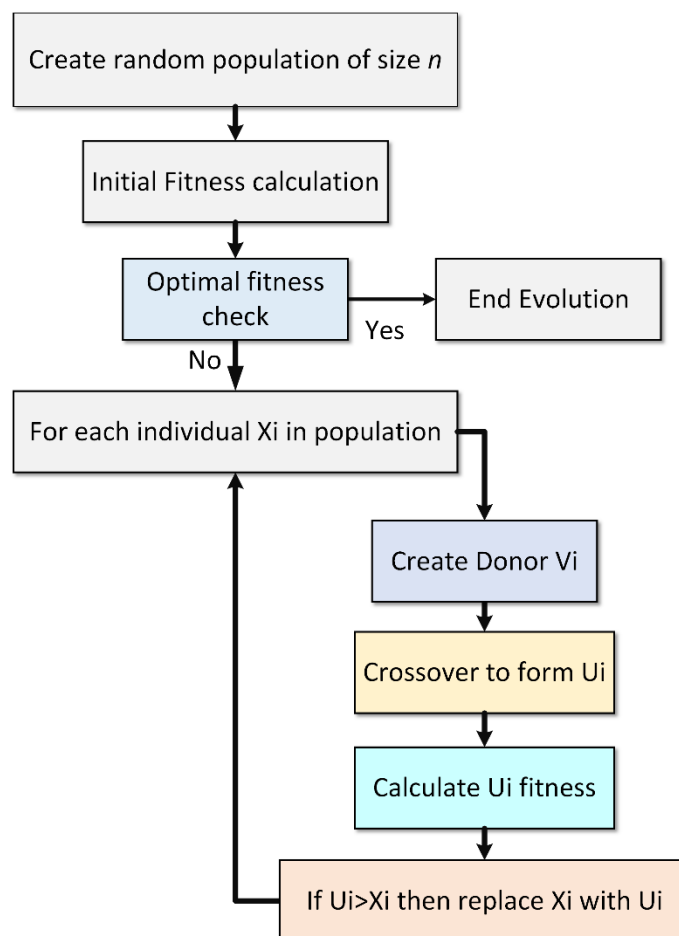 Create random population of size n
Initial Fitness calculation
Optimal fitness
check
End Evolution
Yes
No
For each individual Xi in population
Create Donor Vi
Crossover to form Ui
Calculate Ui fitness
If Ui>Xi then replace Xi with Ui